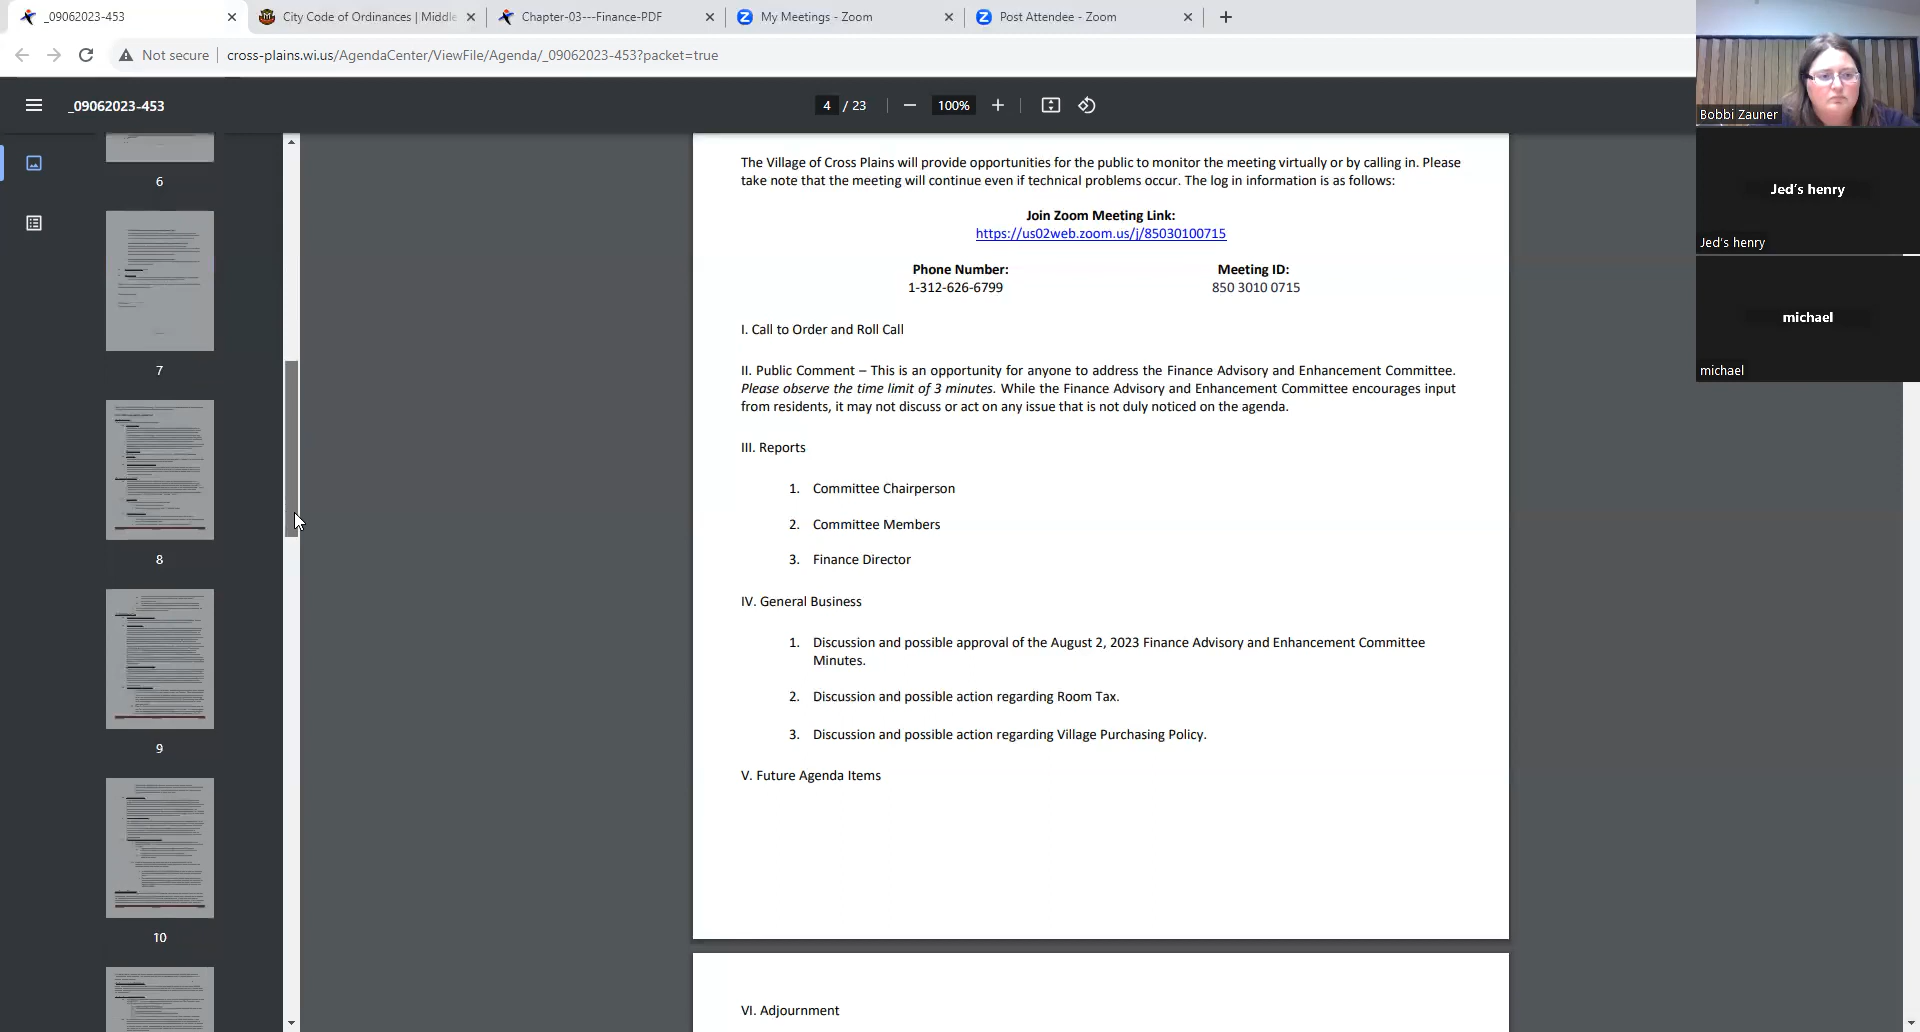 _09062023-453
City Code of Ordinances | Middle
Chapter-03---Finance-PDF
My Meetings - Zoom
Post Attendee - Zoom
Not secure
cross-plains.wi.us/AgendaCenter/ViewFile/Agenda/_09062023-453?packet=true
_09062023-453
4 / 23
100%
Bobbi Zauner
Jed's henry
Jed's henry
michael
michael
6
7
8
9
10
The Village of Cross Plains will provide opportunities for the public to monitor the meeting virtually or by calling in. Please
take note that the meeting will continue even if technical problems occur. The log in information is as follows:
Join Zoom Meeting Link:
https://us02web.zoom.us/j/85030100715
Phone Number: Meeting ID:
1-312-626-6799 850 3010 0715
I. Call to Order and Roll Call
II. Public Comment – This is an opportunity for anyone to address the Finance Advisory and Enhancement Committee.
Please observe the time limit of 3 minutes. While the Finance Advisory and Enhancement Committee encourages input
from residents, it may not discuss or act on any issue that is not duly noticed on the agenda.
III. Reports
1. Committee Chairperson
2. Committee Members
3. Finance Director
IV. General Business
1. Discussion and possible approval of the August 2, 2023 Finance Advisory and Enhancement Committee
Minutes.
2. Discussion and possible action regarding Room Tax.
3. Discussion and possible action regarding Village Purchasing Policy.
V. Future Agenda Items
VI. Adjournment